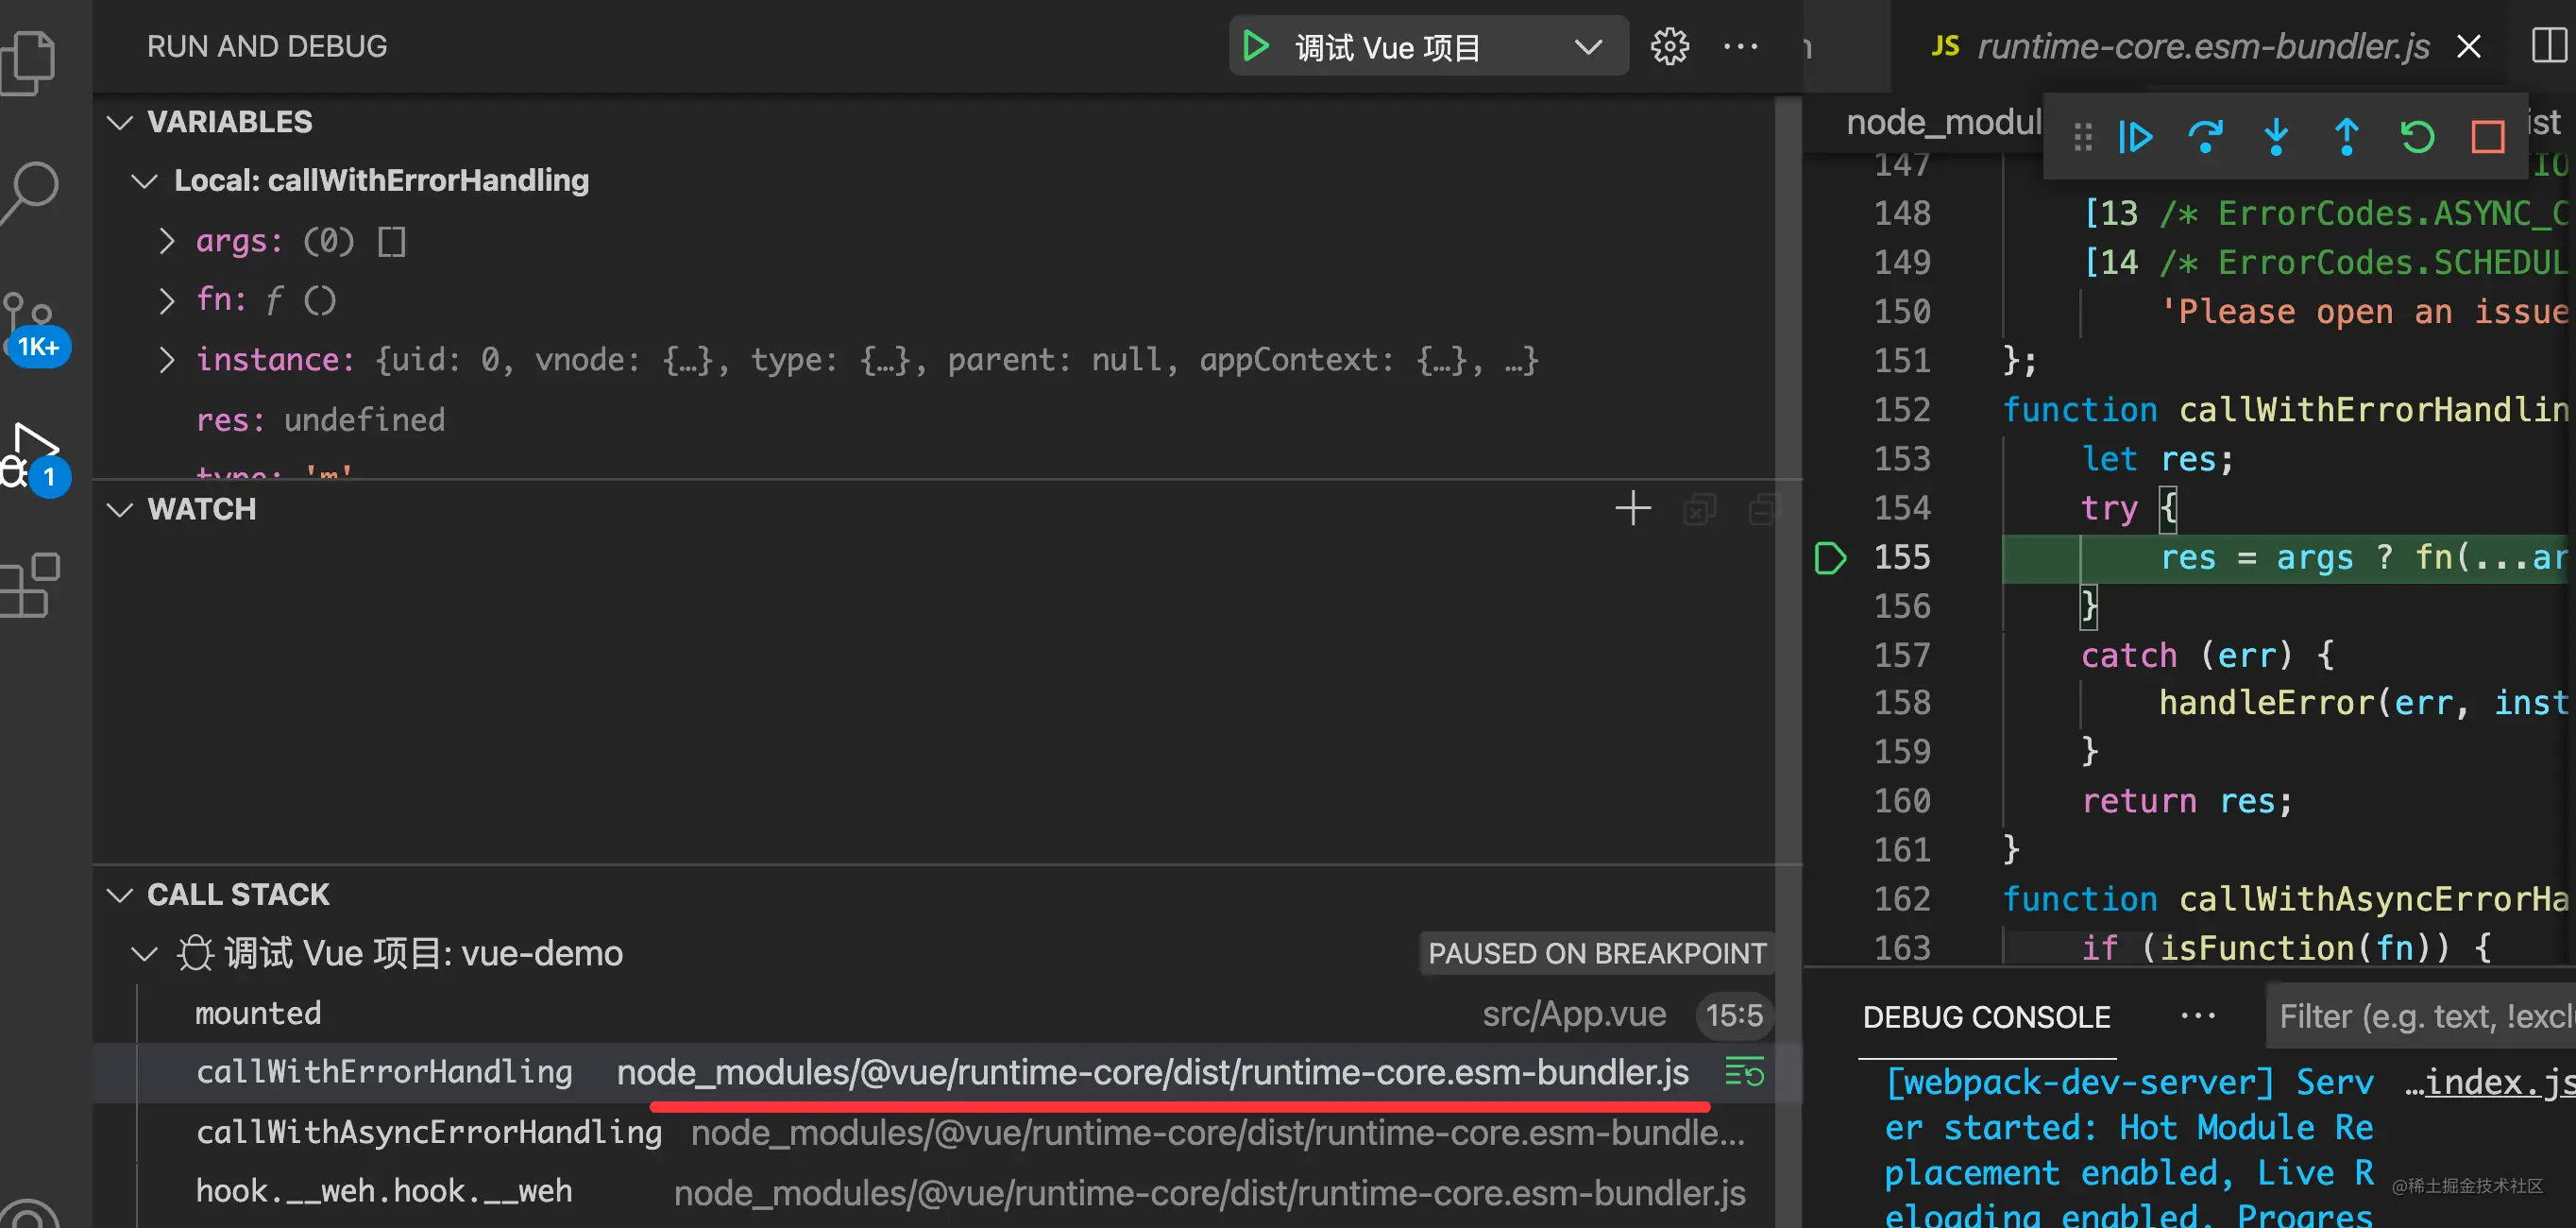 RUN AND DEBUG
调试 Vue 项目
VARIABLES
Local: callWithErrorHandling
args: (0) []
fn: ƒ ()
instance: {uid: 0, vnode: {…}, type: {…}, parent: null, appContext: {…}, …}
res: undefined
type: 'm'
WATCH
CALL STACK
调试 Vue 项目: vue-demo PAUSED ON BREAKPOINT
mounted src/App.vue 15:5
callWithErrorHandling node_modules/@vue/runtime-core/dist/runtime-core.esm-bundler.js
callWithAsyncErrorHandling node_modules/@vue/runtime-core/dist/runtime-core.esm-bundle...
hook.__weh.hook.__weh node_modules/@vue/runtime-core/dist/runtime-core.esm-bundler.js
1K+
1
JS runtime-core.esm-bundler.js
node_modul ist
147
148 [13 /* ErrorCodes.ASYNC_C
149 [14 /* ErrorCodes.SCHEDUL
150 'Please open an issue
151 };
152 function callWithErrorHandlin
153 let res;
154 try {
155 res = args ? fn(...ar
156 }
157 catch (err) {
158 handleError(err, inst
159 }
160 return res;
161 }
162 function callWithAsyncErrorHa
163 if (isFunction(fn)) {
DEBUG CONSOLE ··· Filter (e.g. text, !excl
[webpack-dev-server] Serv …index.js
er started: Hot Module Re
placement enabled, Live R
eloading enabled, Progres
@稀土掘金技术社区